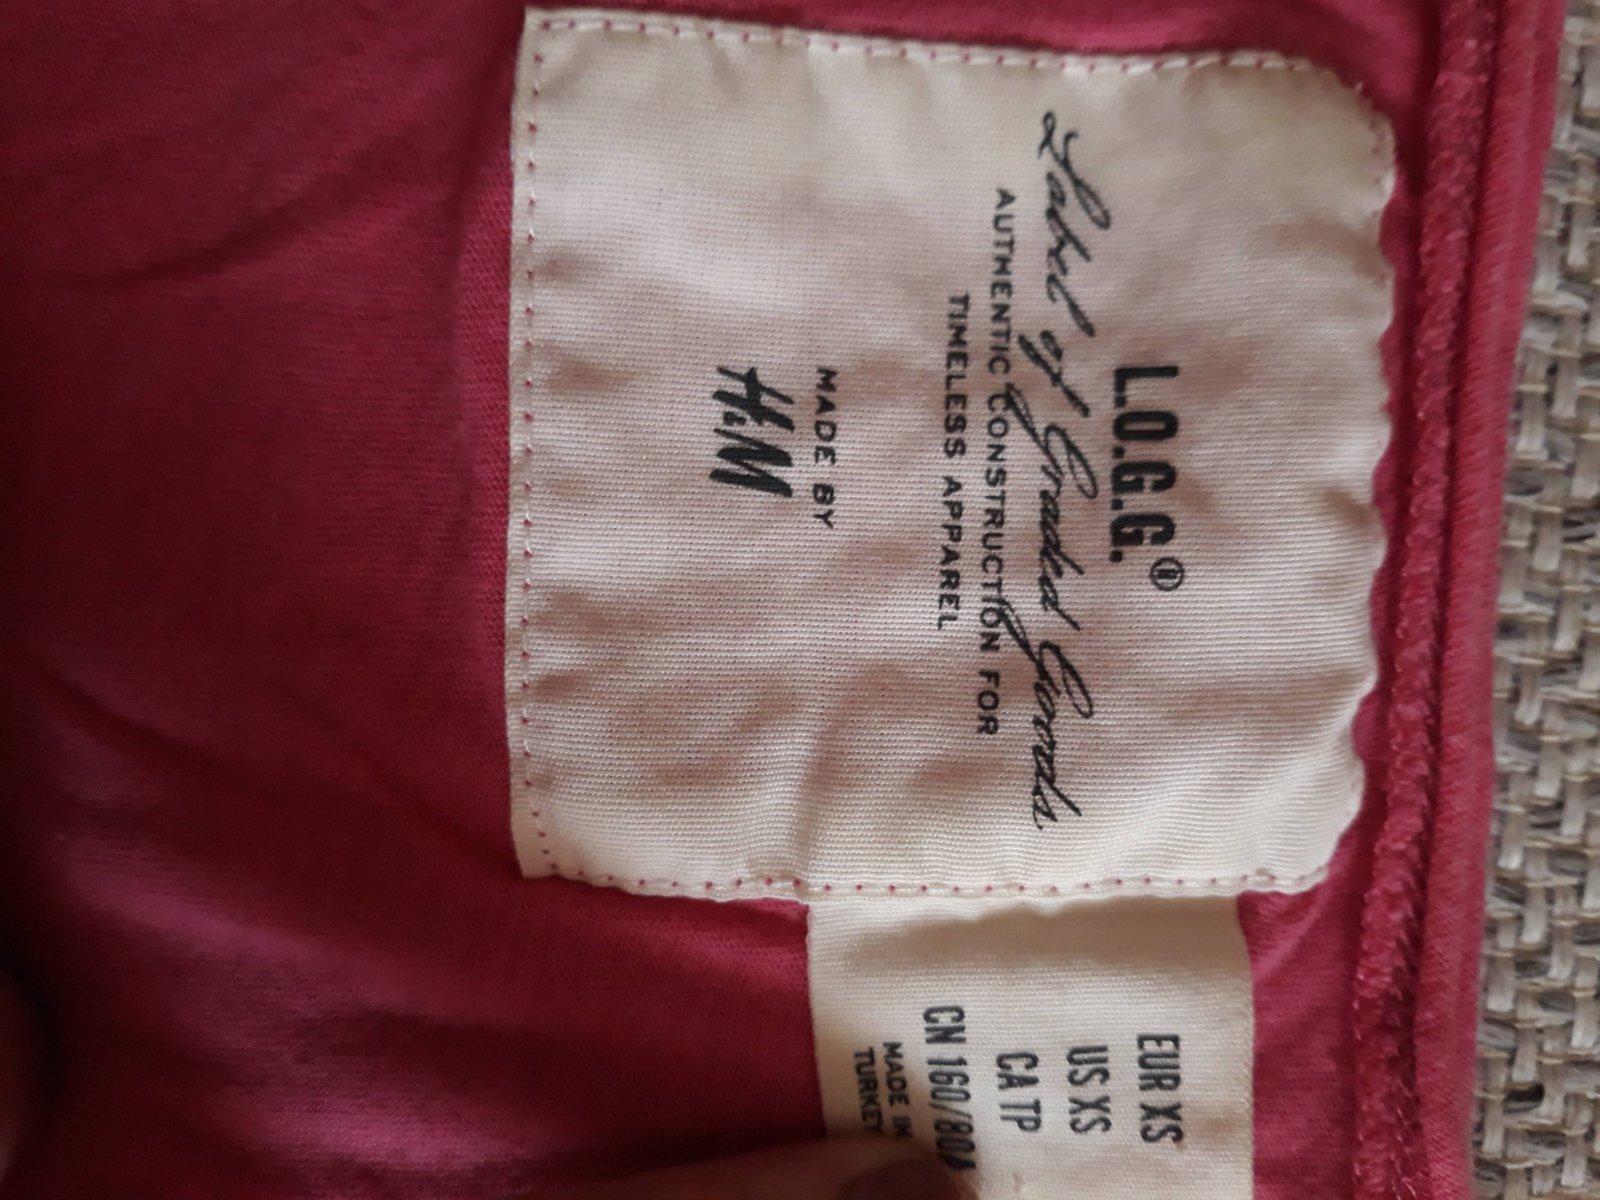 L.O.G.G.®
Label of Graded Goods
AUTHENTIC CONSTRUCTION FOR
TIMELESS APPAREL
MADE BY
H&M
EUR XS
US XS
CA TP
CN 160/80A
MADE IN
TURKEY